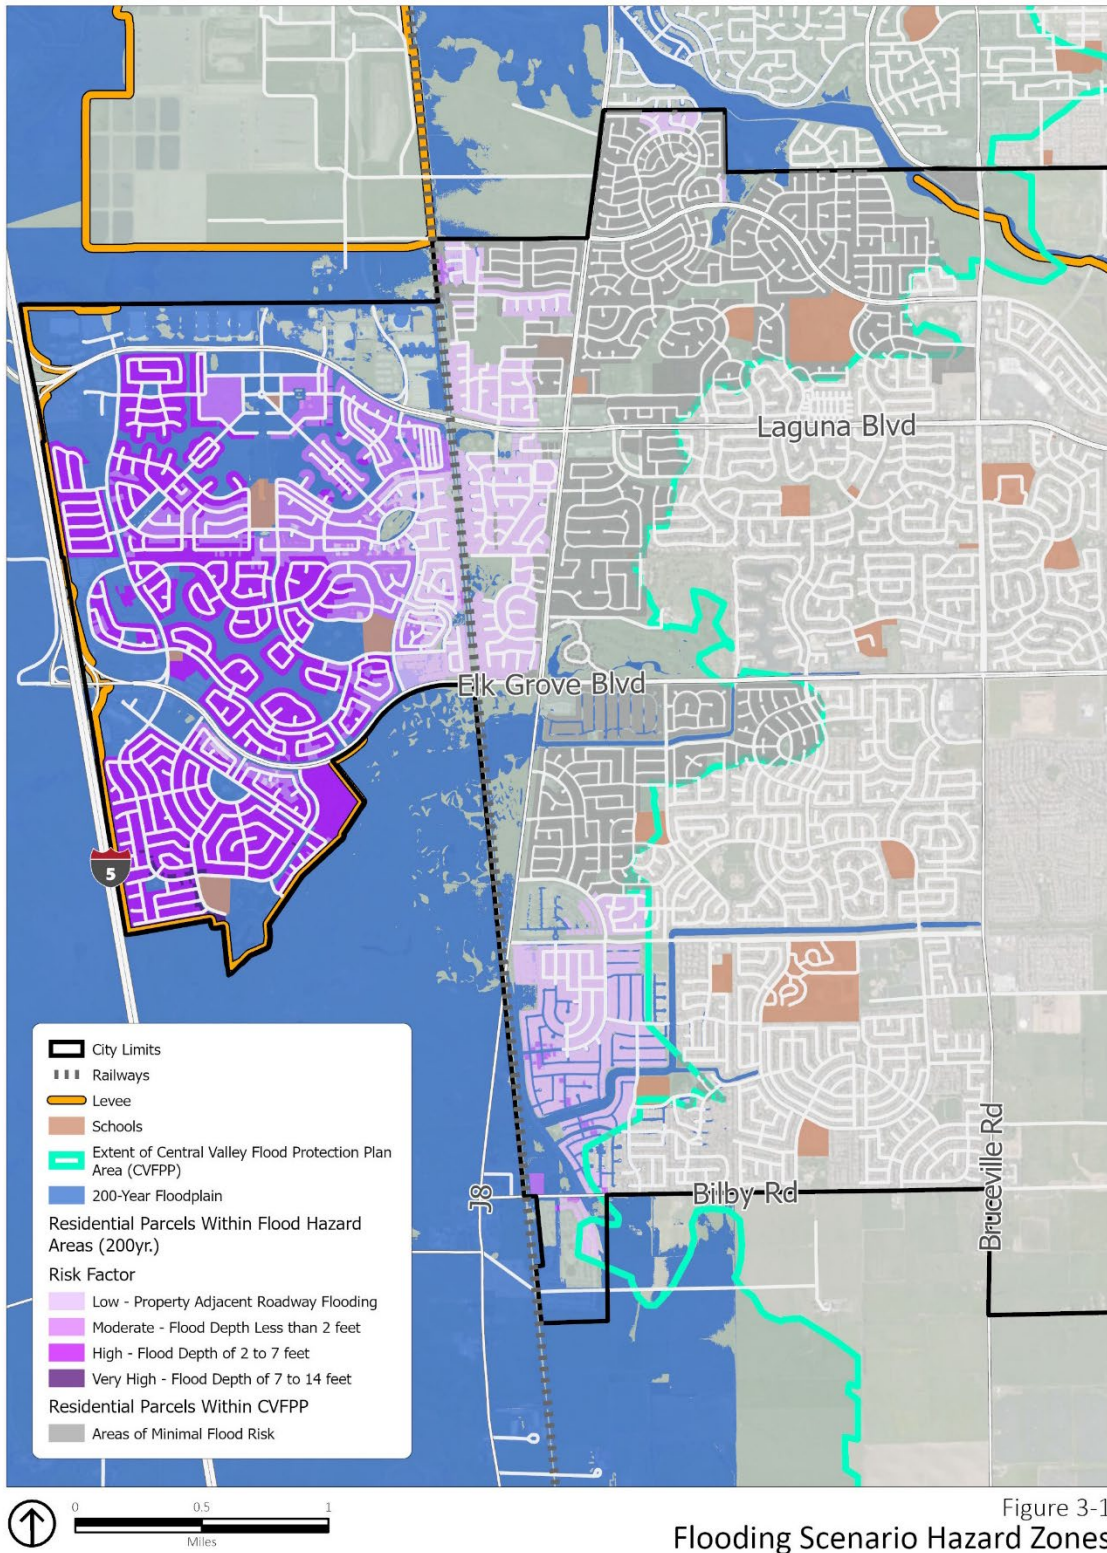 Laguna Blvd
Elk Grove Blvd
5
J8
Bilby Rd
Bruceville Rd
City Limits
Railways
Levee
Schools
Extent of Central Valley Flood Protection Plan
Area (CVFPP)
200-Year Floodplain
Residential Parcels Within Flood Hazard
Areas (200yr.)
Risk Factor
Low - Property Adjacent Roadway Flooding
Moderate - Flood Depth Less than 2 feet
High - Flood Depth of 2 to 7 feet
Very High - Flood Depth of 7 to 14 feet
Residential Parcels Within CVFPP
Areas of Minimal Flood Risk
0 0.5 1
Miles
Figure 3-1
Flooding Scenario Hazard Zones